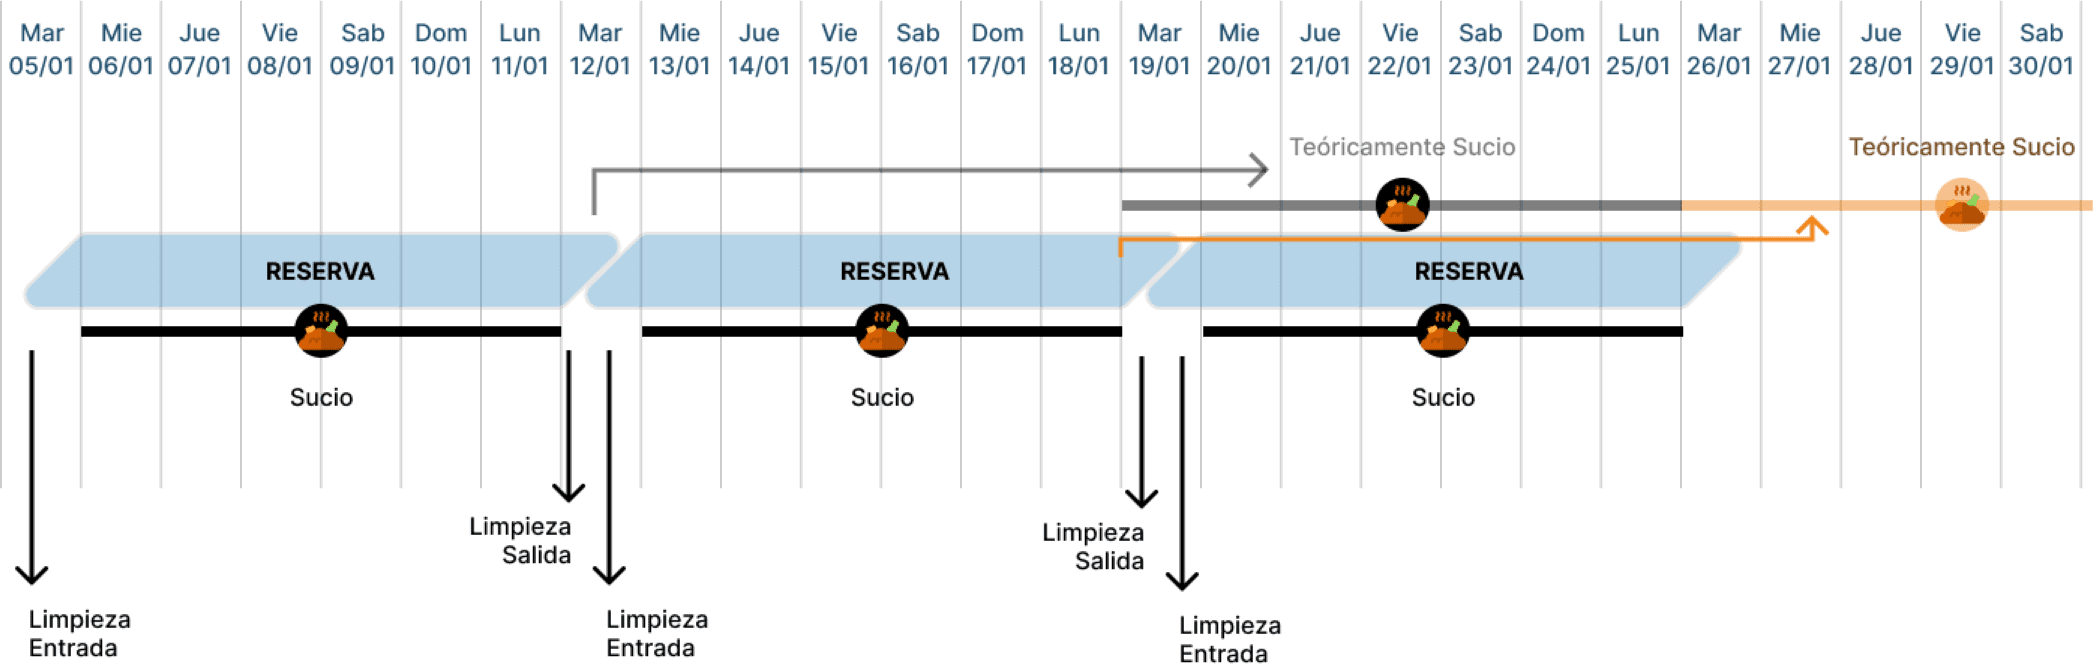 Mar Mie Jue Vie Sab Dom Lun Mar Mie Jue Vie Sab Dom Lun Mar Mie Jue Vie Sab Dom Lun Mar Mie Jue Vie Sab
05/01 06/01 07/01 08/01 09/01 10/01 11/01 12/01 13/01 14/01 15/01 16/01 17/01 18/01 19/01 20/01 21/01 22/01 23/01 24/01 25/01 26/01 27/01 28/01 29/01 30/01
Teóricamente Sucio Teóricamente Sucio
RESERVA RESERVA RESERVA
Sucio Sucio Sucio
Limpieza
Salida
Limpieza
Salida
Limpieza
Entrada
Limpieza
Entrada
Limpieza
Entrada